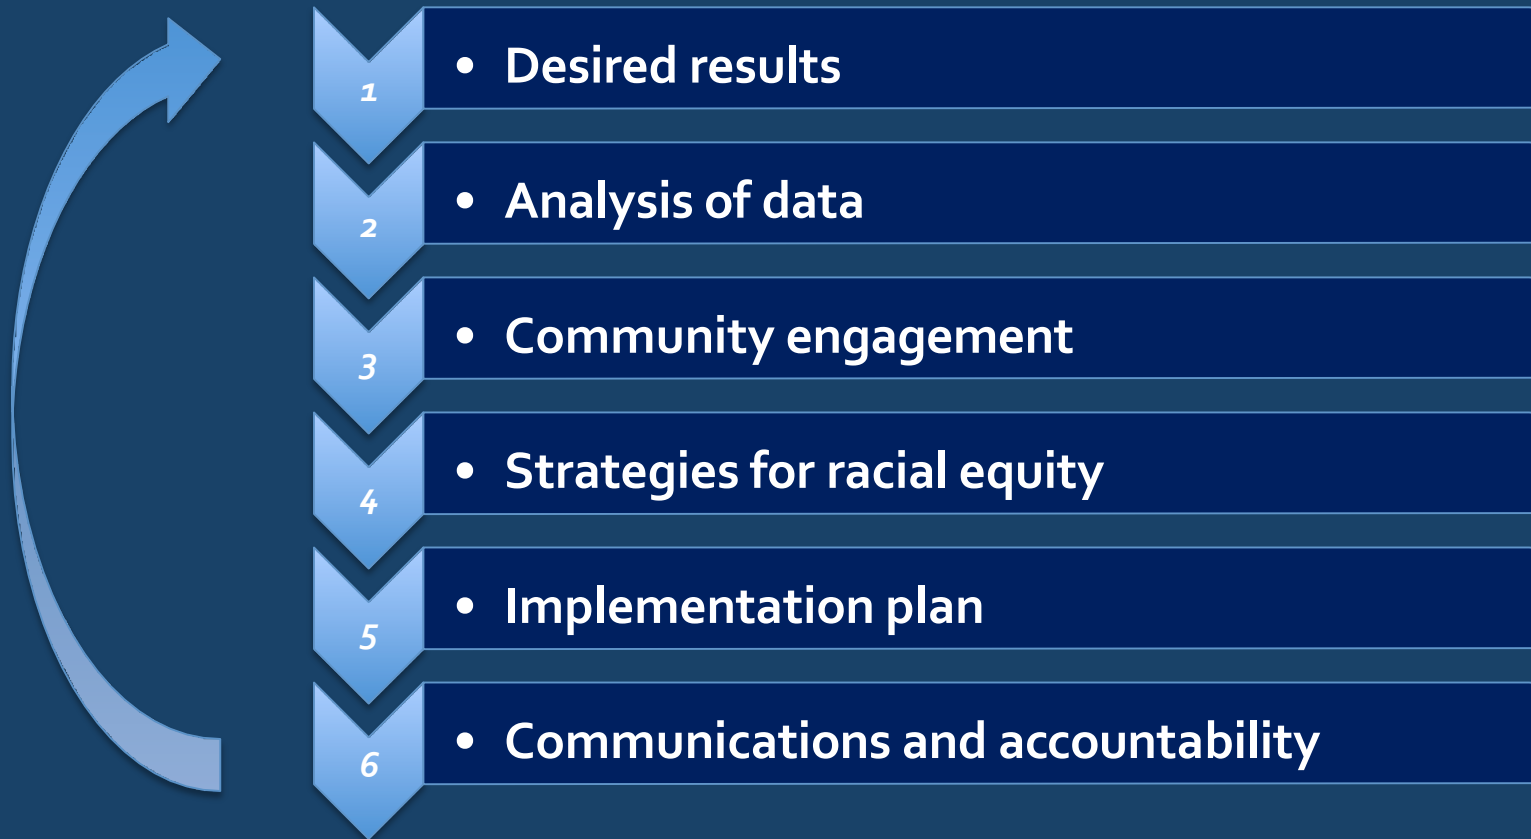 1 • Desired results
2 • Analysis of data
3 • Community engagement
4 • Strategies for racial equity
5 • Implementation plan
6 • Communications and accountability